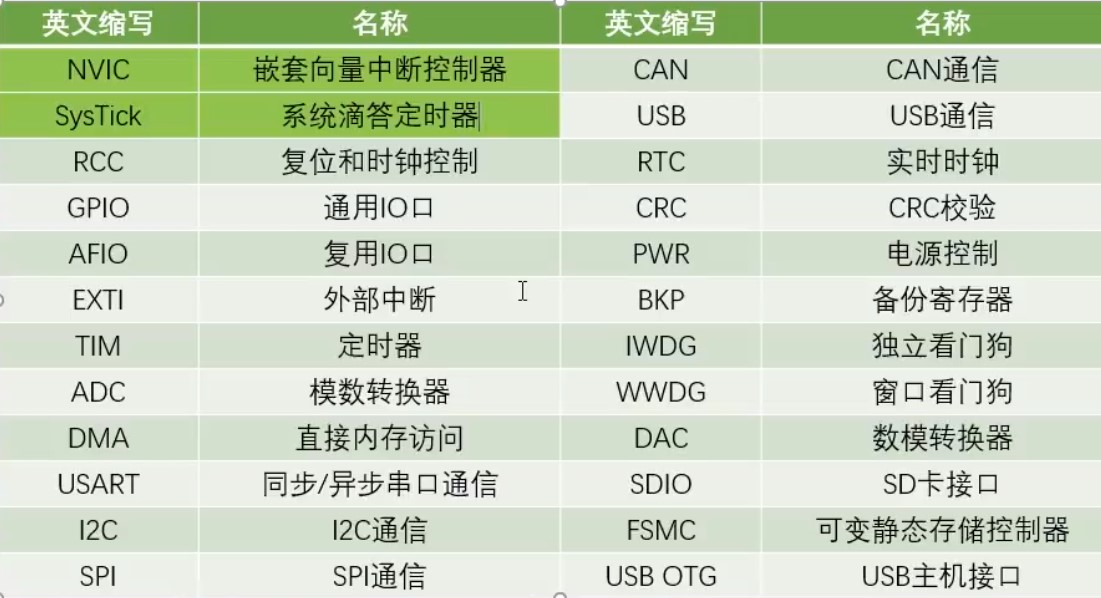 英文缩写 名称 英文缩写 名称
NVIC 嵌套向量中断控制器 CAN CAN通信
SysTick 系统滴答定时器 USB USB通信
RCC 复位和时钟控制 RTC 实时时钟
GPIO 通用IO口 CRC CRC校验
AFIO 复用IO口 PWR 电源控制
EXTI 外部中断 BKP 备份寄存器
TIM 定时器 IWDG 独立看门狗
ADC 模数转换器 WWDG 窗口看门狗
DMA 直接内存访问 DAC 数模转换器
USART 同步/异步串口通信 SDIO SD卡接口
I2C I2C通信 FSMC 可变静态存储控制器
SPI SPI通信 USB OTG USB主机接口